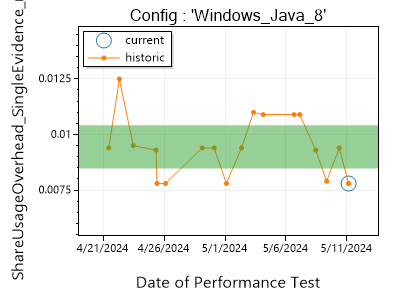 Config : 'Windows_Java_8'
current
historic
ShareUsageOverhead_SingleEvidence_
0.0125
0.01
0.0075
4/21/2024
4/26/2024
5/1/2024
5/6/2024
5/11/2024
Date of Performance Test